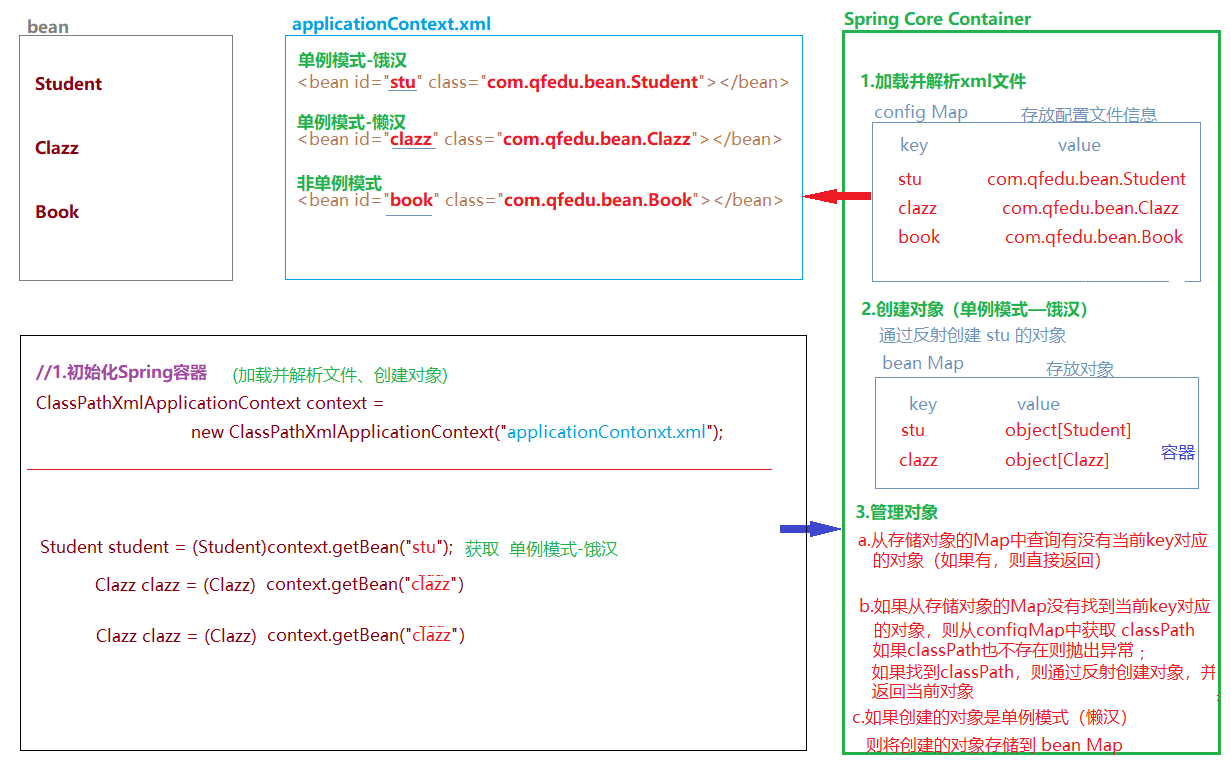 bean
Student
Clazz
Book
applicationContext.xml
单例模式-饿汉
<bean id="stu" class="com.qfedu.bean.Student"></bean>
单例模式-懒汉
<bean id="clazz" class="com.qfedu.bean.Clazz"></bean>
非单例模式
<bean id="book" class="com.qfedu.bean.Book"></bean>
//1.初始化Spring容器 (加载并解析文件、创建对象)
ClassPathXmlApplicationContext context =
new ClassPathXmlApplicationContext("applicationContonxt.xml");
Student student = (Student)context.getBean("stu"); 获取 单例模式-饿汉
Clazz clazz = (Clazz) context.getBean("clazz")
Clazz clazz = (Clazz) context.getBean("clazz")
Spring Core Container
1.加载并解析xml文件
config Map 存放配置文件信息
key value
stu com.qfedu.bean.Student
clazz com.qfedu.bean.Clazz
book com.qfedu.bean.Book
2.创建对象（单例模式—饿汉）
通过反射创建 stu 的对象
bean Map 存放对象
key value
stu object[Student]
clazz object[Clazz]
容器
3.管理对象
a.从存储对象的Map中查询有没有当前key对应
的对象（如果有，则直接返回）
b.如果从存储对象的Map没有找到当前key对应
的对象，则从configMap中获取 classPath
如果classPath也不存在则抛出异常；
如果找到classPath，则通过反射创建对象，并
返回当前对象
c.如果创建的对象是单例模式（懒汉）
则将创建的对象存储到 bean Map